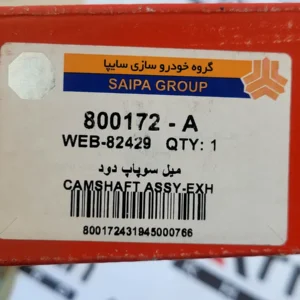 گروه خودرو سازی سایپا
SAIPA GROUP
800172 - A
WEB-82429 QTY: 1
میل سوپاپ دود
CAMSHAFT ASSY-EXH
800172431945000766